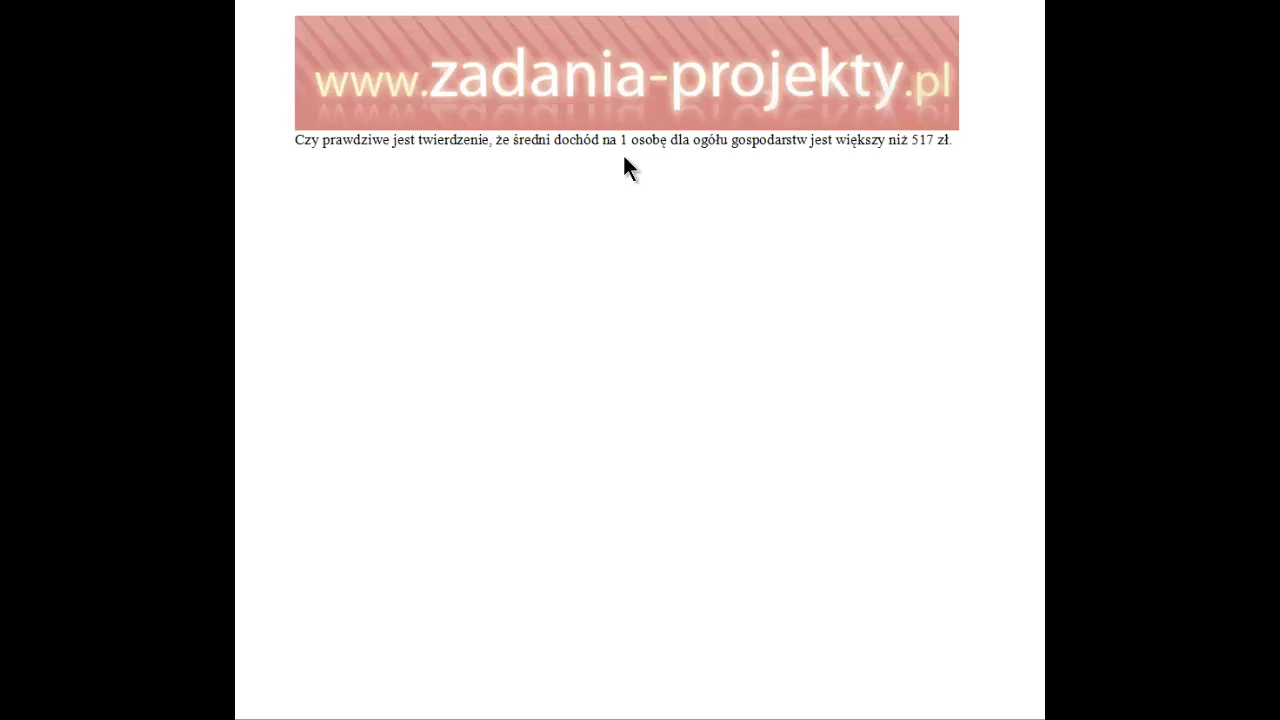 www.zadania-projekty.pl
Czy prawdziwe jest twierdzenie, że średni dochód na 1 osobę dla ogółu gospodarstw jest większy niż 517 zł.